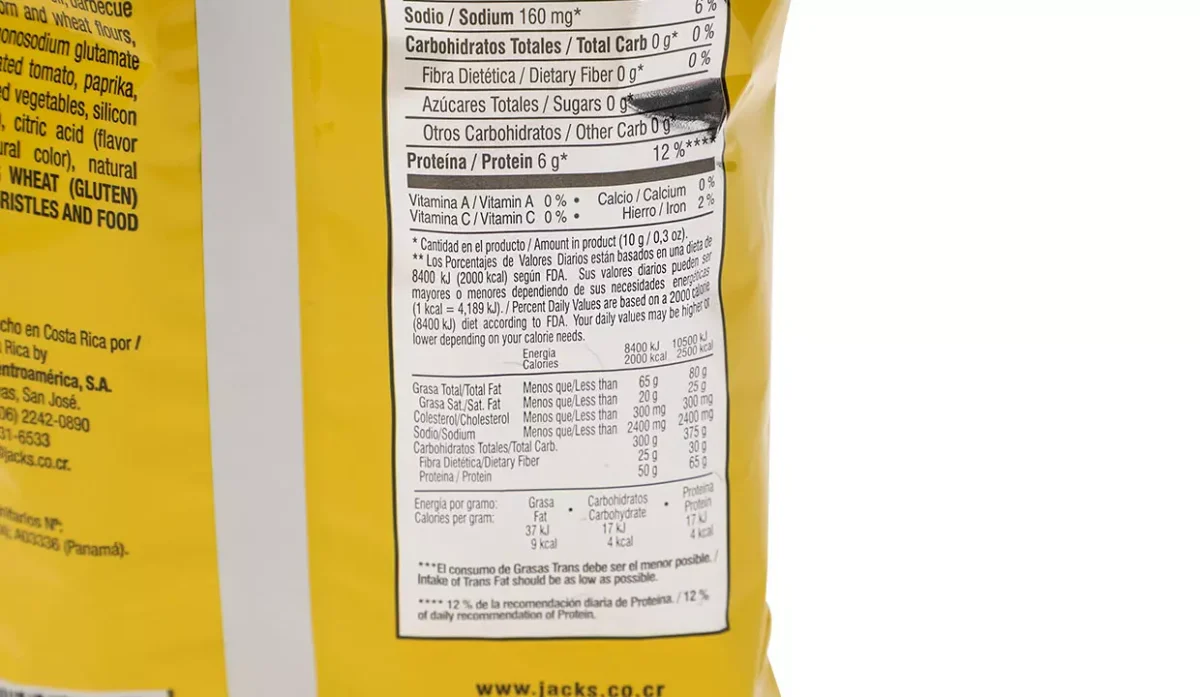 barbecue
and wheat flours,
monosodium glutamate
tomato, paprika,
vegetables, silicon
citric acid (flavor
color), natural
WHEAT (GLUTEN)
AND FOOD
en Costa Rica por /
Rica by
S.A.
San José.
2242-0890
31-6533
jacks.co.cr.
Nº:
A03336 (Panamá).
Sodio / Sodium 160 mg* 6 %
Carbohidratos Totales / Total Carb 0 g* 0 %
Fibra Dietética / Dietary Fiber 0 g* 0 %
Azúcares Totales / Sugars 0 g*
Otros Carbohidratos / Other Carb 0 g*
Proteína / Protein 6 g* 12 %****
Vitamina A / Vitamin A 0 % • Calcio / Calcium 0 %
Vitamina C / Vitamin C 0 % • Hierro / Iron 2 %
* Cantidad en el producto / Amount in product (10 g / 0,3 oz).
** Los Porcentajes de Valores Diarios están basados en una dieta de
8400 kJ (2000 kcal) según FDA. Sus valores diarios pueden ser
mayores o menores dependiendo de sus necesidades energéticas
(1 kcal = 4,189 kJ). / Percent Daily Values are based on a 2000 calorie
(8400 kJ) diet according to FDA. Your daily values may be higher or
lower depending on your calorie needs.
Energia 8400 kJ 10500 kJ
Calories 2000 kcal 2500 kcal
Grasa Total/Total Fat Menos que/Less than 65 g 80 g
Grasa Sat./Sat. Fat Menos que/Less than 20 g 25 g
Colesterol/Cholesterol Menos que/Less than 300 mg 300 mg
Sodio/Sodium Menos que/Less than 2400 mg 2400 mg
Carbohidratos Totales/Total Carb. 300 g 375 g
Fibra Dietética/Dietary Fiber 25 g 30 g
Proteina / Protein 50 g 65 g
Energía por gramo: Grasa • Carbohidratos • Proteina
Calories per gram: Fat Carbohydrate Protein
37 kJ 17 kJ 17 kJ
9 kcal 4 kcal 4 kcal
***El consumo de Grasas Trans debe ser el menor posible. /
Intake of Trans Fat should be as low as possible.
**** 12 % de la recomendación diaria de Proteina. / 12 %
of daily recommendation of Protein.
www.jacks.co.cr